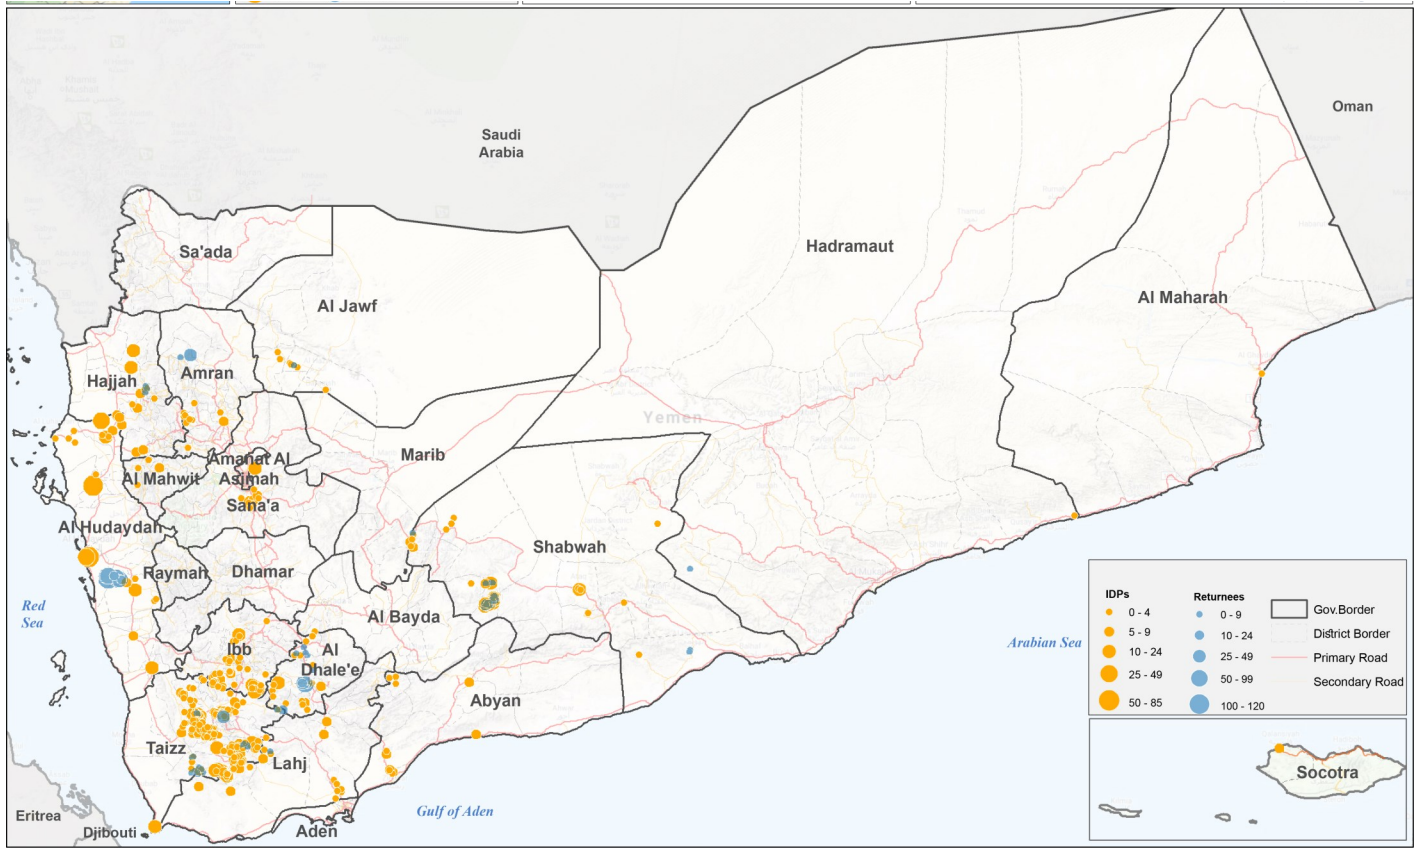 Oman
Saudi
Arabia
Sa'ada
Hadramaut
Al Maharah
Al Jawf
Hajjah
Amran
Yemen
Marib
Amanat Al
Asimah
Al Mahwit
Sana'a
Al Hudaydah
Shabwah
Raymah
Dhamar
Al Bayda
Red
Sea
Arabian Sea
Ibb
Al
Dhale'e
Abyan
Taizz
Lahj
Gulf of Aden
Eritrea
Djibouti
Aden
IDPs
0 - 4
5 - 9
10 - 24
25 - 49
50 - 85
Returnees
0 - 9
10 - 24
25 - 49
50 - 99
100 - 120
Gov.Border
District Border
Primary Road
Secondary Road
Socotra